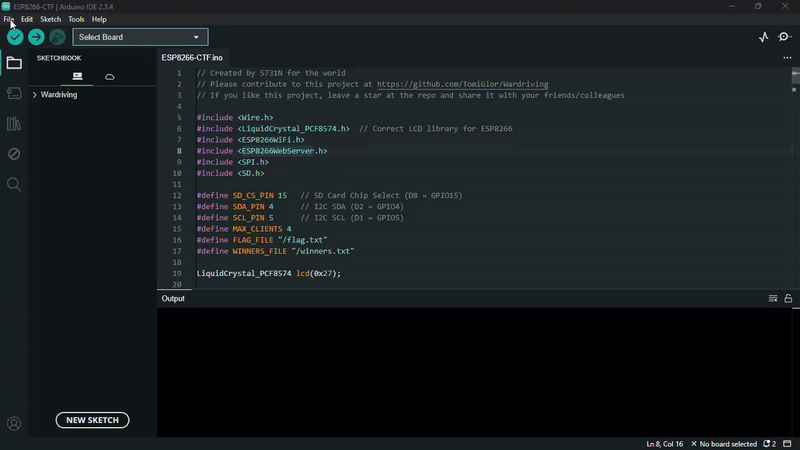 ESP8266-CTF | Arduino IDE 2.3.4
File Edit Sketch Tools Help
Select Board
SKETCHBOOK
Wardriving
NEW SKETCH
ESP8266-CTF.ino
1 // Created by S731N for the world
2 // Please contribute to this project at https://github.com/TomiGior/Wardriving
3 // If you like this project, leave a star at the repo and share it with your friends/colleagues
4
5 #include <Wire.h>
6 #include <LiquidCrystal_PCF8574.h> // Correct LCD library for ESP8266
7 #include <ESP8266WiFi.h>
8 #include <ESP8266WebServer.h>
9 #include <SPI.h>
10 #include <SD.h>
11
12 #define SD_CS_PIN 15 // SD Card Chip Select (D8 = GPIO15)
13 #define SDA_PIN 4 // I2C SDA (D2 = GPIO4)
14 #define SCL_PIN 5 // I2C SCL (D1 = GPIO5)
15 #define MAX_CLIENTS 4
16 #define FLAG_FILE "/flag.txt"
17 #define WINNERS_FILE "/winners.txt"
18
19 LiquidCrystal_PCF8574 lcd(0x27);
20
Output
Ln 8, Col 16 × No board selected 2